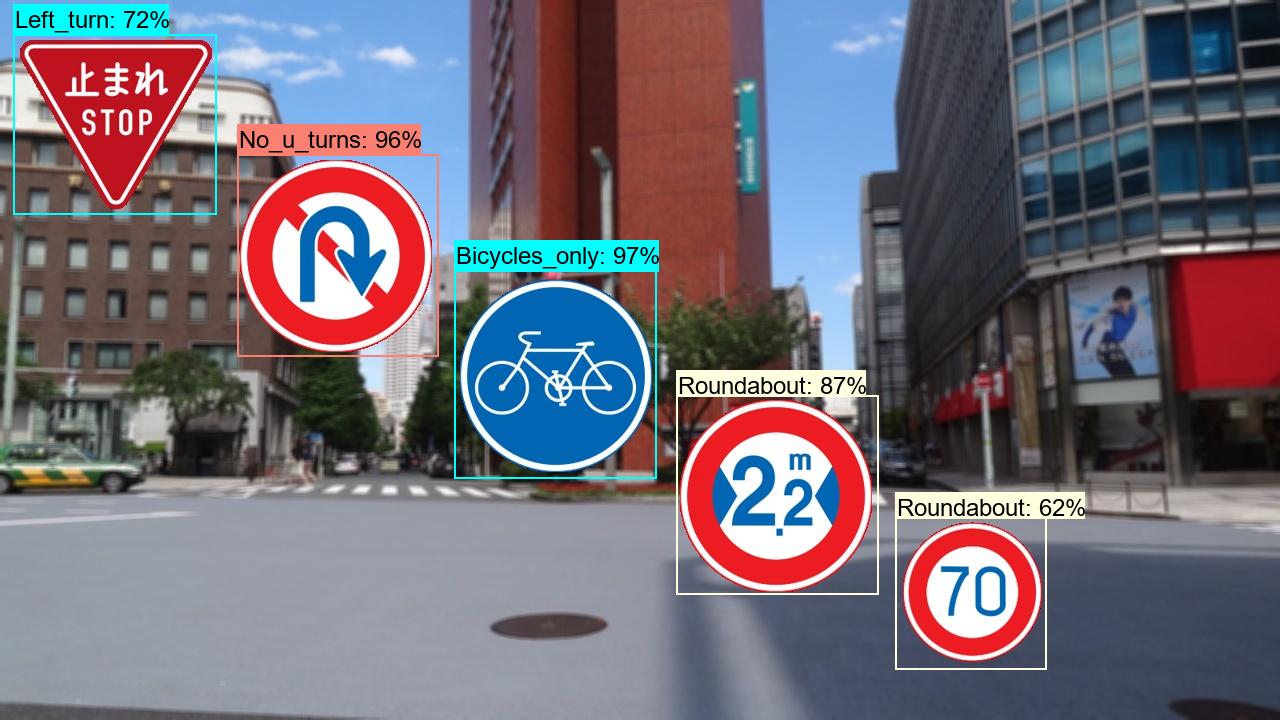 Left_turn: 72%
止まれ
STOP
No_u_turns: 96%
Bicycles_only: 97%
Roundabout: 87%
m
2.2
Roundabout: 62%
70